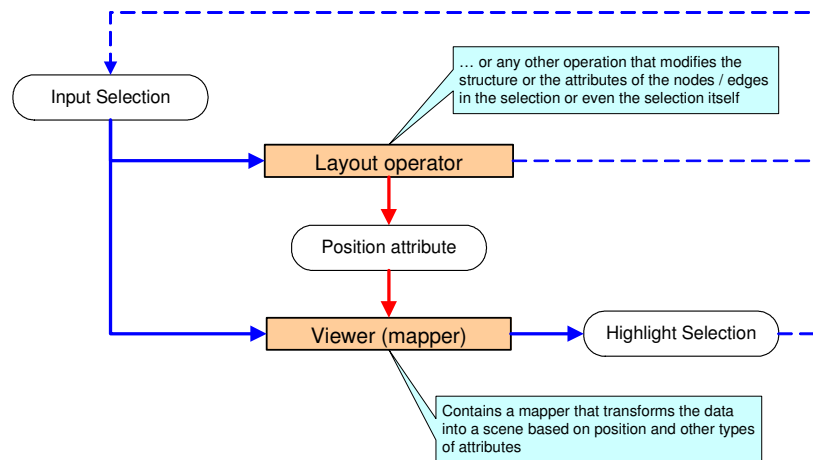 … or any other operation that modifies the
structure or the attributes of the nodes / edges
in the selection or even the selection itself
Input Selection
Layout operator
Position attribute
Viewer (mapper)
Highlight Selection
Contains a mapper that transforms the data
into a scene based on position and other types
of attributes